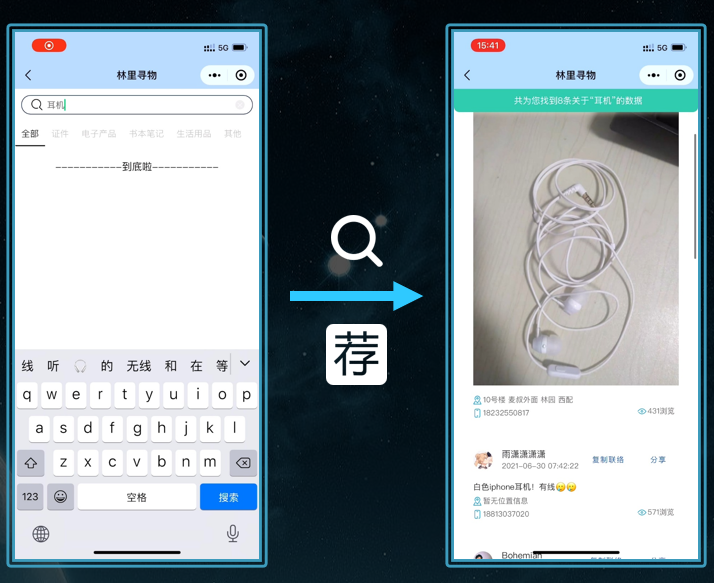 5G
林里寻物
耳机
全部 证件 电子产品 书本笔记 生活用品 其他
-----------到底啦-----------
线 听 的 无线 和 在 等
q w e r t y u i o p
a s d f g h j k l
z x c v b n m
123 空格 搜索
荐
15:41 5G
林里寻物
共为您找到8条关于“耳机”的数据
10号楼 麦叔外面 林园 西配
18232550817 431浏览
雨潇潇潇潇
2021-06-30 07:42:22 复制联络 分享
白色iphone耳机！有线
暂无位置信息
18813037020 571浏览
Bohemian 复制联络 分享